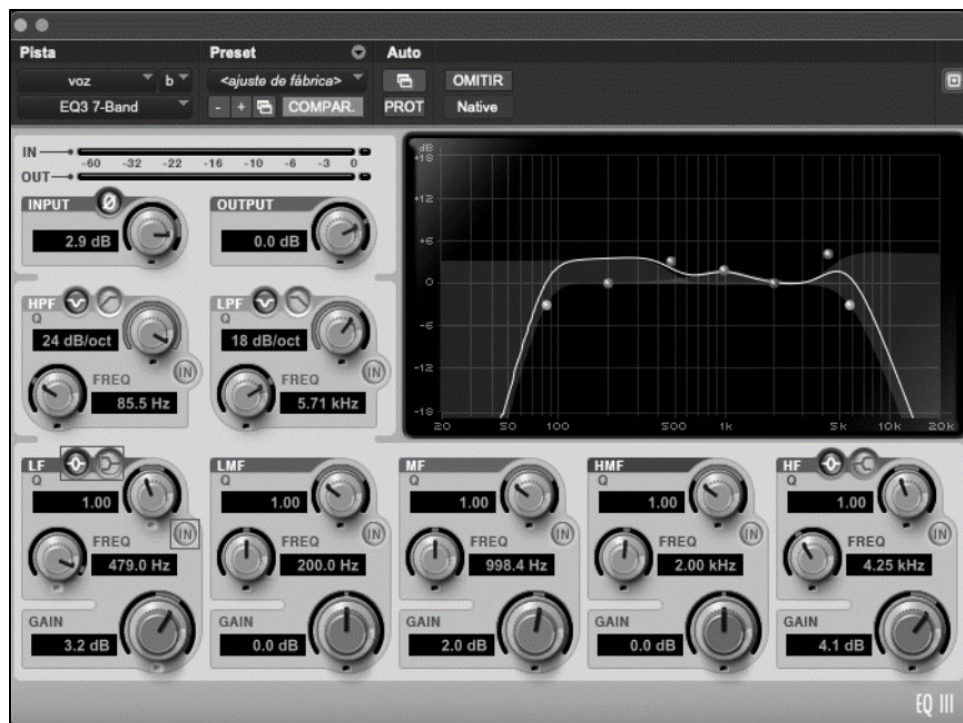 Pista Preset Auto
voz b <ajuste de fábrica> OMITIR
EQ3 7-Band - + COMPAR. PROT Native
IN
-60 -32 -22 -16 -10 -6 -3 0
OUT
INPUT Ø OUTPUT
2.9 dB 0.0 dB
HPF LPF
Q Q
24 dB/oct 18 dB/oct
IN IN
FREQ FREQ
85.5 Hz 5.71 kHz
dB
+18
+12
+6
0
-6
-12
-18
20 50 100 500 1k 5k 10k 20k
LF LMF MF HMF HF
Q Q Q Q Q
1.00 1.00 1.00 1.00 1.00
IN IN IN IN IN
FREQ FREQ FREQ FREQ FREQ
479.0 Hz 200.0 Hz 998.4 Hz 2.00 kHz 4.25 kHz
GAIN GAIN GAIN GAIN GAIN
3.2 dB 0.0 dB 2.0 dB 0.0 dB 4.1 dB
EQ III